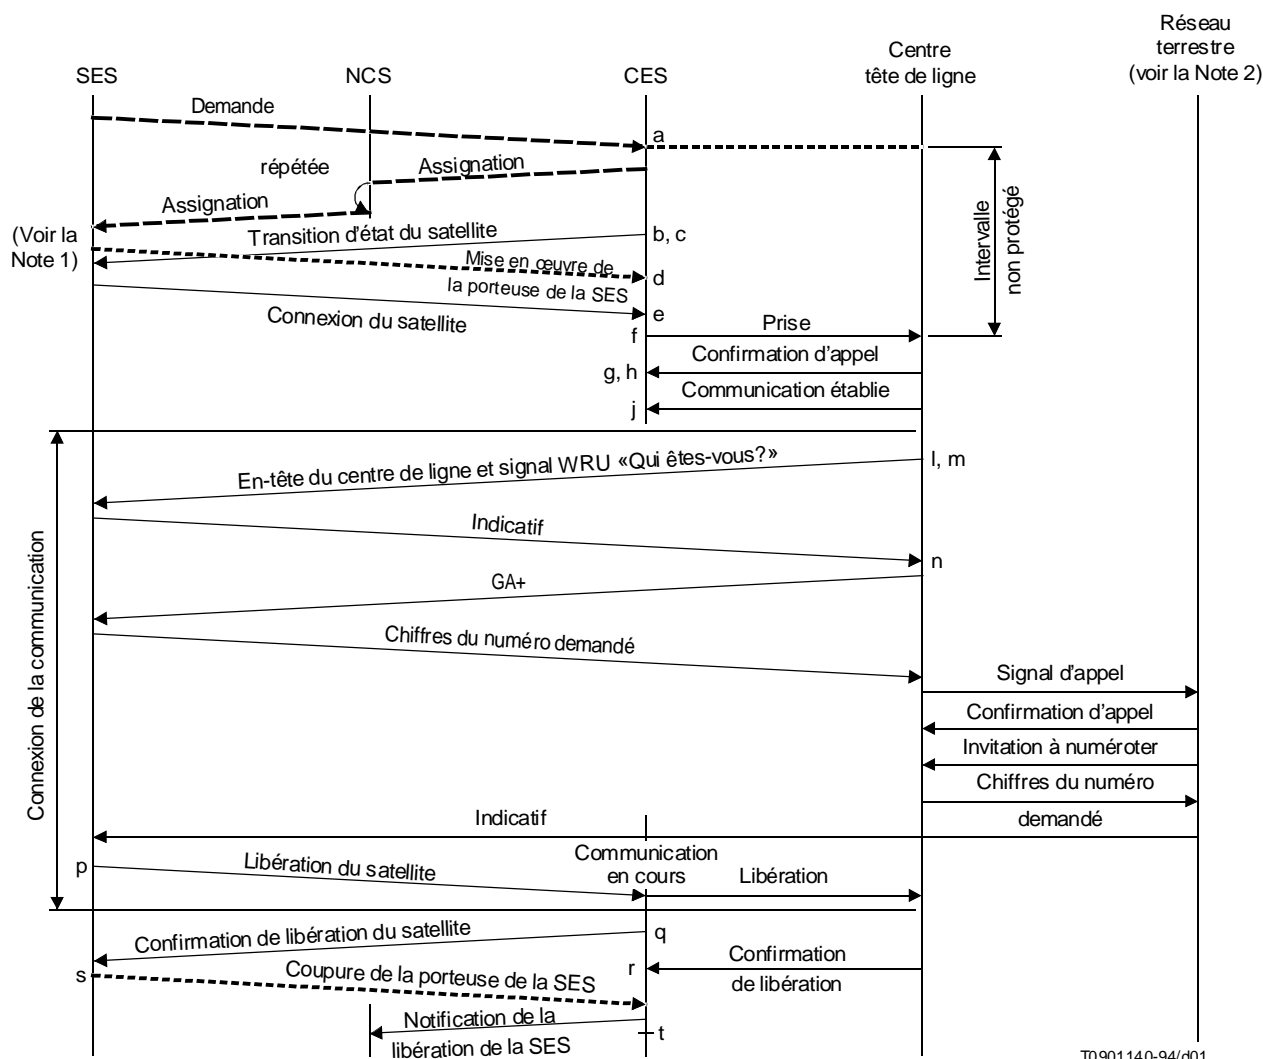 Réseau
terrestre
(voir la Note 2)
Centre
tête de ligne
SES
NCS
CES
Demande
a
répétée
Assignation
Assignation
(Voir la
Note 1)
Transition d'état du satellite
b, c
Mise en œuvre de
la porteuse de la SES
d
Intervalle
non protégé
Connexion du satellite
e
f
Prise
Confirmation d'appel
g, h
Communication établie
j
Connexion de la communication
En-tête du centre de ligne et signal WRU «Qui êtes-vous?»
l, m
Indicatif
n
GA+
Chiffres du numéro demandé
Signal d'appel
Confirmation d'appel
Invitation à numéroter
Chiffres du numéro
demandé
Indicatif
p
Libération du satellite
Communication
en cours
Libération
Confirmation de libération du satellite
q
Confirmation
de libération
r
s
Coupure de la porteuse de la SES
Notification de la
libération de la SES
t
T0901140-94/d01